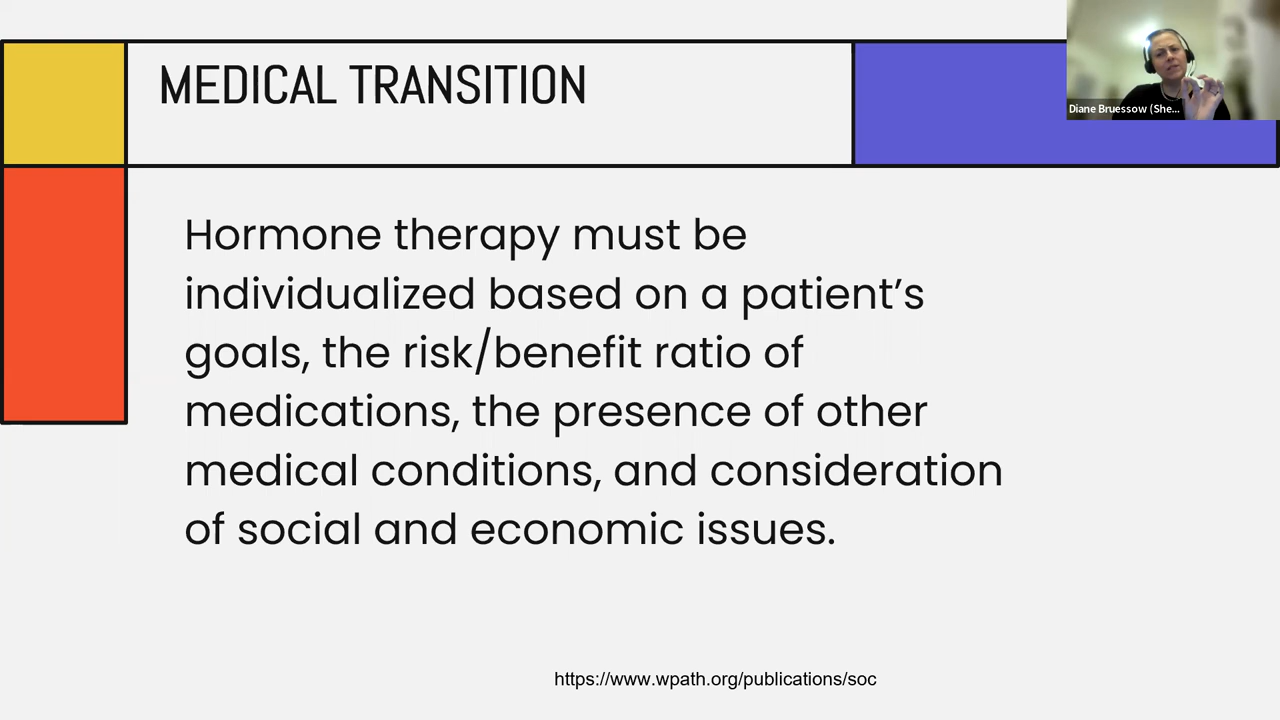 MEDICAL TRANSITION
Diane Bruessow (She...
Hormone therapy must be
individualized based on a patient’s
goals, the risk/benefit ratio of
medications, the presence of other
medical conditions, and consideration
of social and economic issues.
https://www.wpath.org/publications/soc